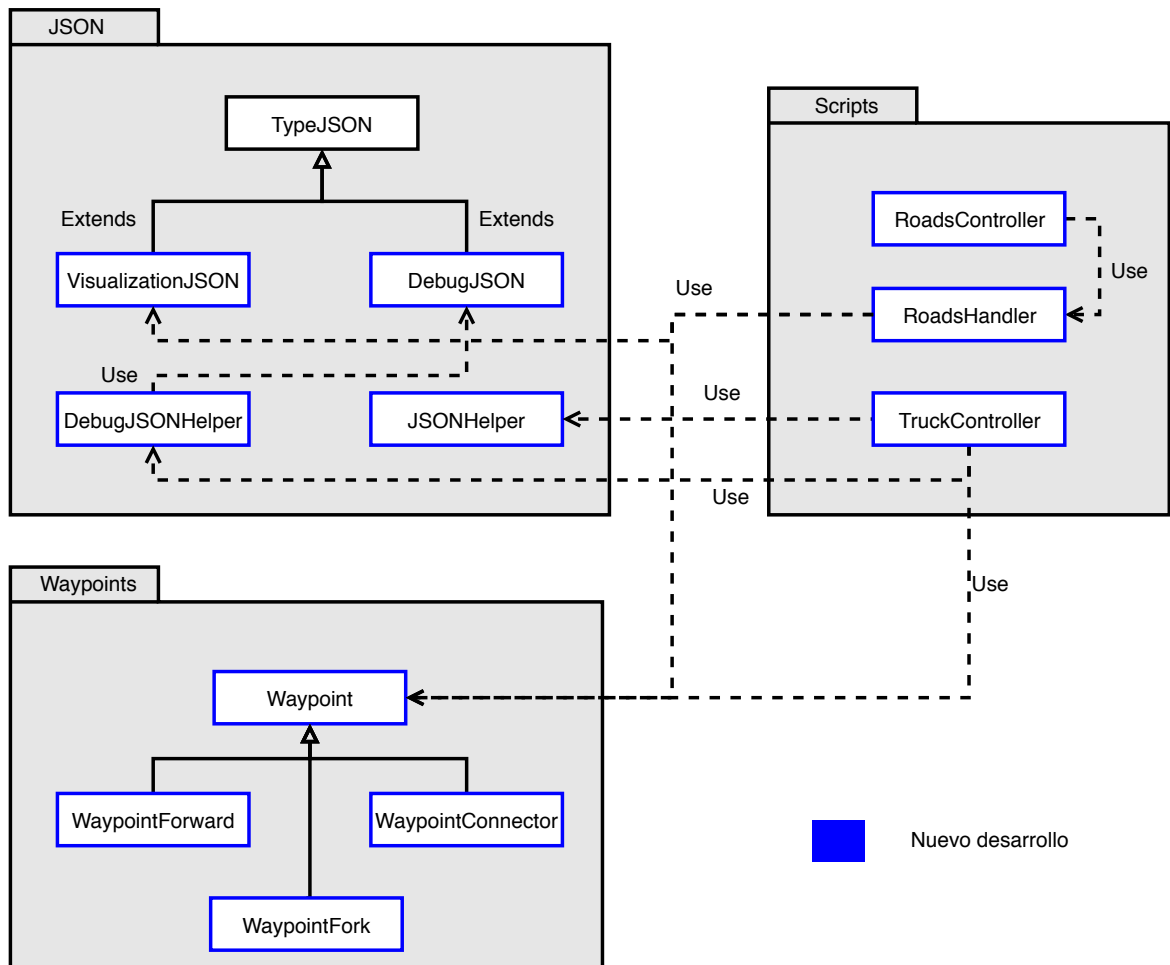 JSON
TypeJSON
Extends
Extends
VisualizationJSON
DebugJSON
Use
DebugJSONHelper
JSONHelper
Scripts
RoadsController
Use
Use
RoadsHandler
Use
TruckController
Use
Use
Waypoints
Waypoint
WaypointForward
WaypointConnector
WaypointFork
Nuevo desarrollo